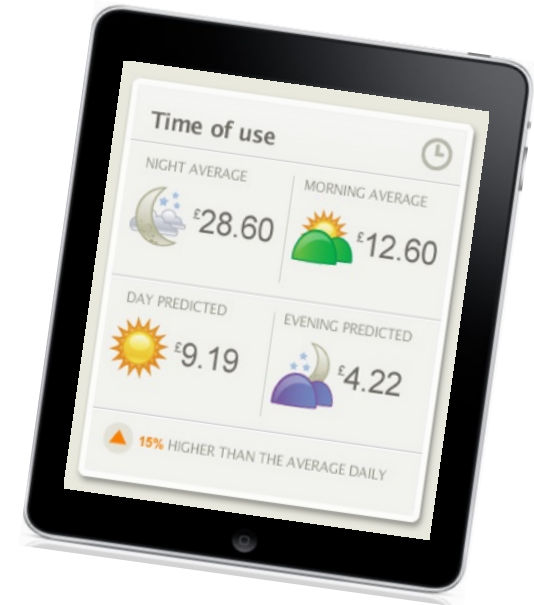 Time of use
NIGHT AVERAGE
£28.60
MORNING AVERAGE
£12.60
DAY PREDICTED
£9.19
EVENING PREDICTED
£4.22
15% HIGHER THAN THE AVERAGE DAILY